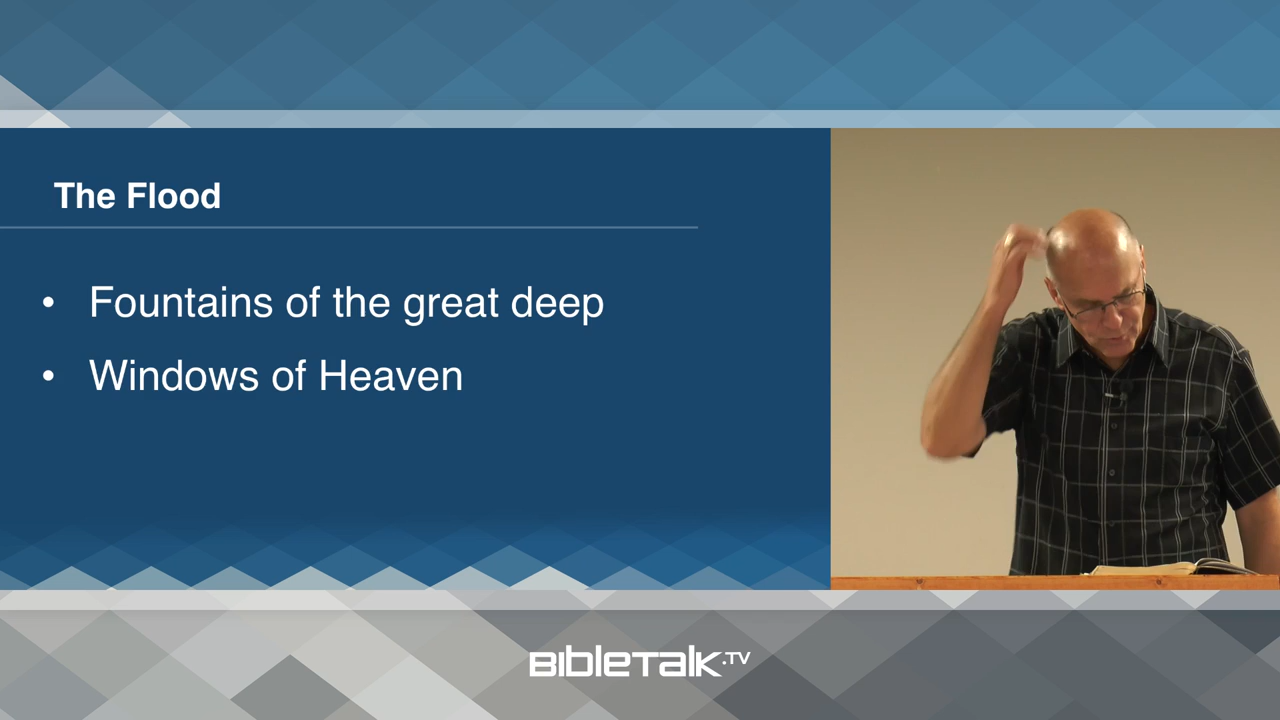 The Flood
• Fountains of the great deep
• Windows of Heaven
BIBLETALK.TV